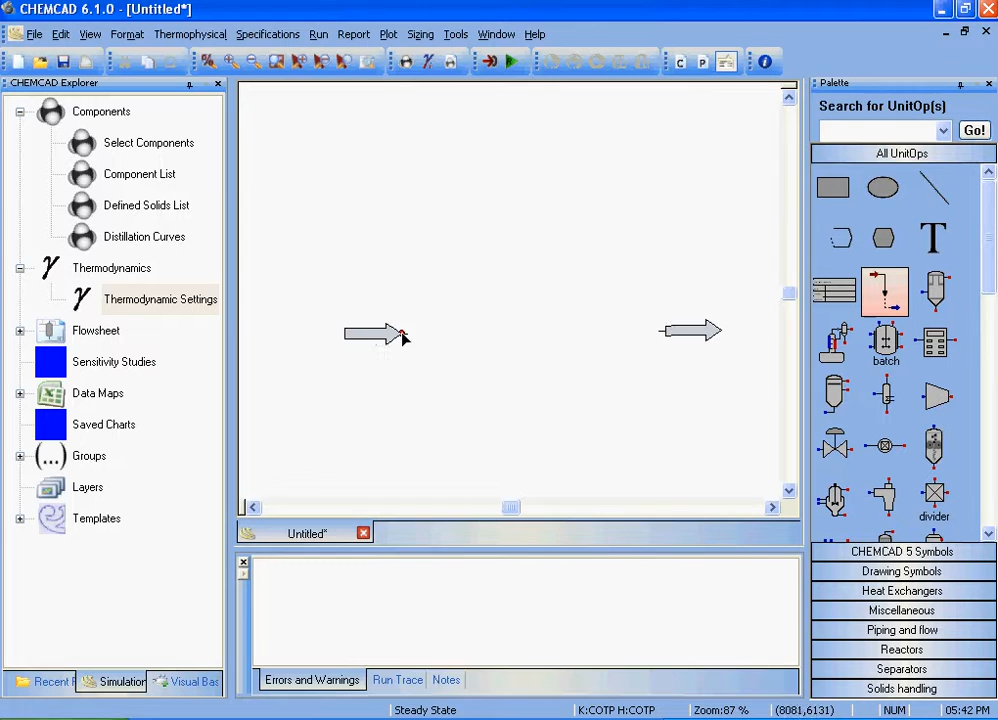 CHEMCAD 6.1.0 - [Untitled*]
File Edit View Format Thermophysical Specifications Run Report Plot Sizing Tools Window Help
C P
CHEMCAD Explorer
Components
Select Components
Component List
Defined Solids List
Distillation Curves
Thermodynamics
Thermodynamic Settings
Flowsheet
Sensitivity Studies
Data Maps
Saved Charts
(...) Groups
Layers
Templates
Recent
Simulation
Visual Bas
Untitled*
Errors and Warnings
Run Trace
Notes
Palette
Search for UnitOp(s)
Go!
All UnitOps
T
batch
divider
CHEMCAD 5 Symbols
Drawing Symbols
Heat Exchangers
Miscellaneous
Piping and flow
Reactors
Separators
Solids handling
Steady State
K:COTP H:COTP
Zoom:87 %
(8081,6131)
NUM
05:42 PM